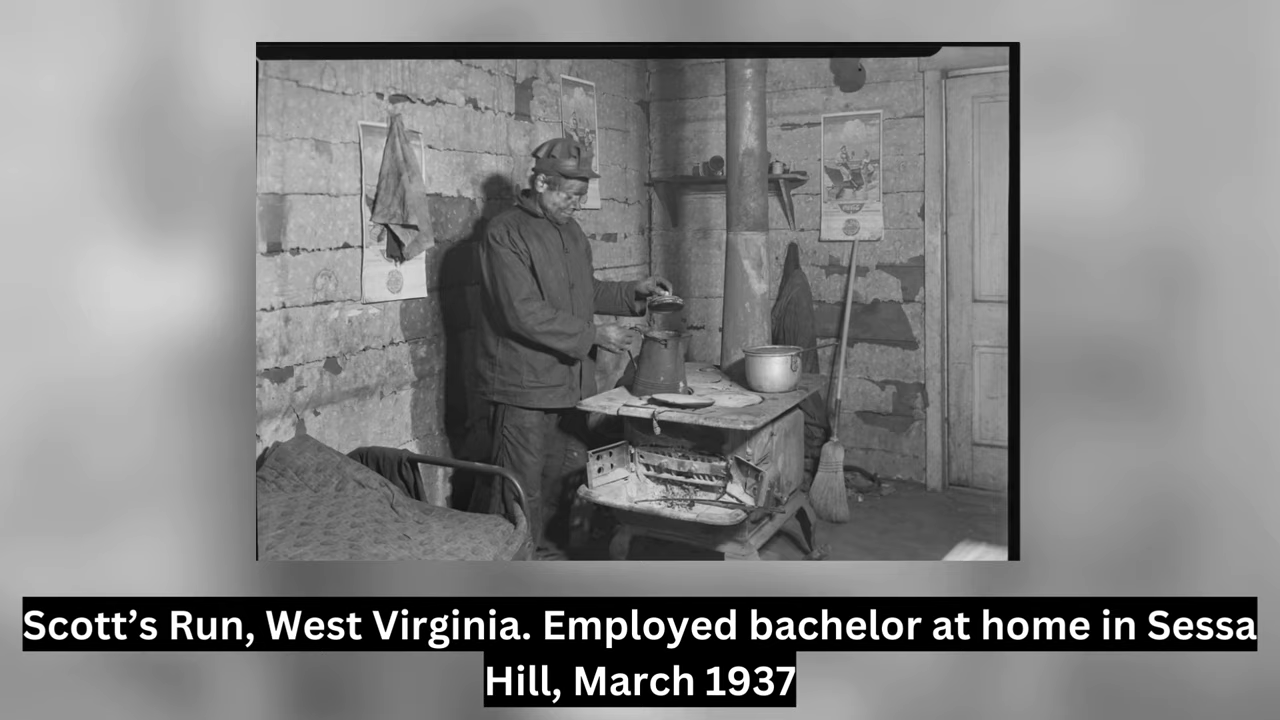 Scott’s Run, West Virginia. Employed bachelor at home in Sessa
Hill, March 1937